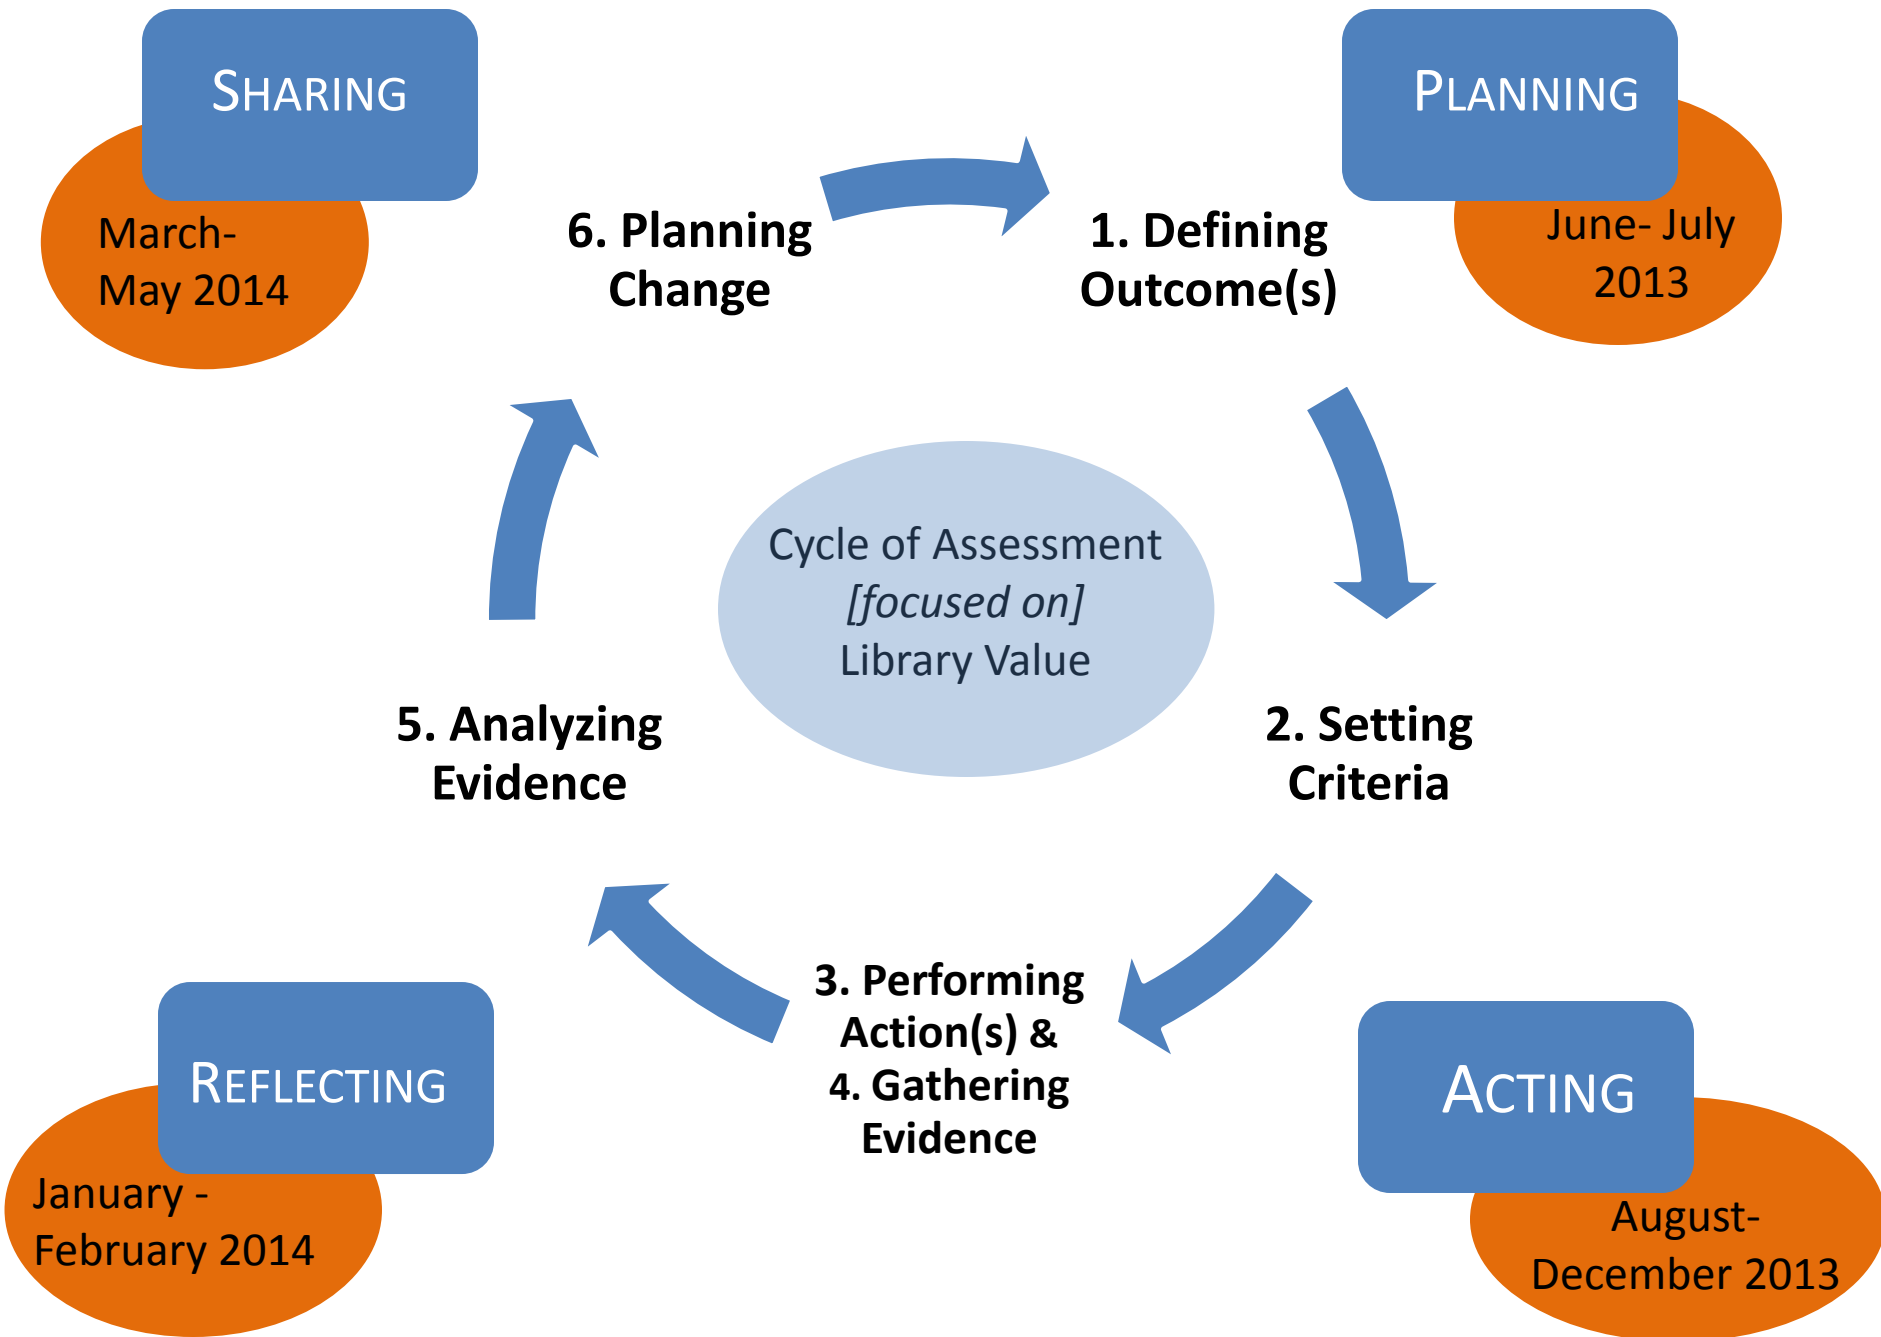 SHARING
March-
May 2014
PLANNING
June- July
2013
6. Planning
Change
1. Defining
Outcome(s)
Cycle of Assessment
[focused on]
Library Value
5. Analyzing
Evidence
2. Setting
Criteria
3. Performing
Action(s) &
4. Gathering
Evidence
REFLECTING
January -
February 2014
ACTING
August-
December 2013